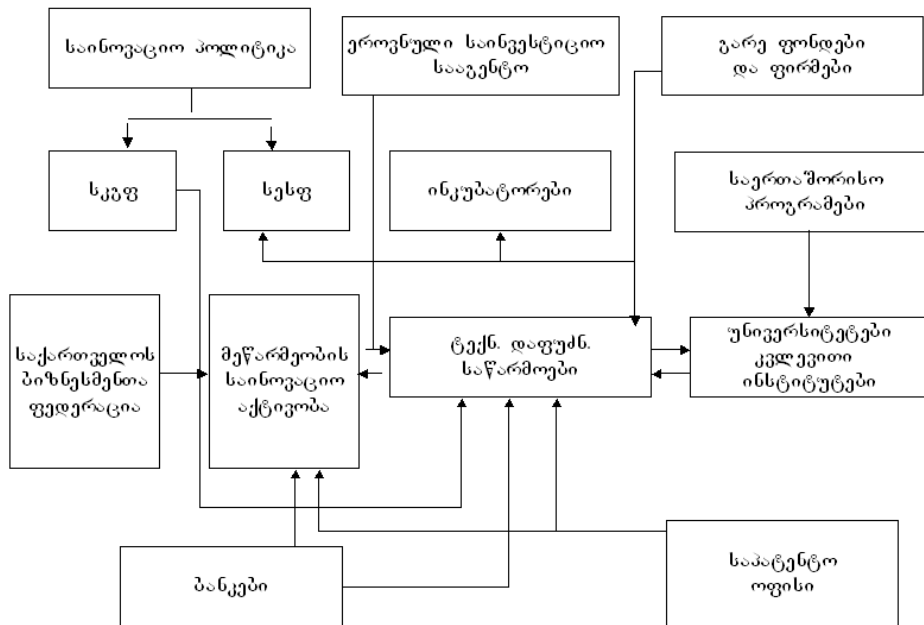 საინოვაციო პოლიტიკა
ეროვნული საინვესტიციო
სააგენტო
გარე ფონდები
და ფირმები
სკგფ
სესფ
ინკუბატორები
საერთაშორისო
პროგრამები
საქართველოს
ბიზნესმენთა
ფედერაცია
მეწარმეობის
საინოვაციო
აქტივობა
ტექნ. დაფუძნ.
საწარმოები
უნივერსიტეტები
კვლევითი
ინსტიტუტები
ბანკები
საპატენტო
ოფისი